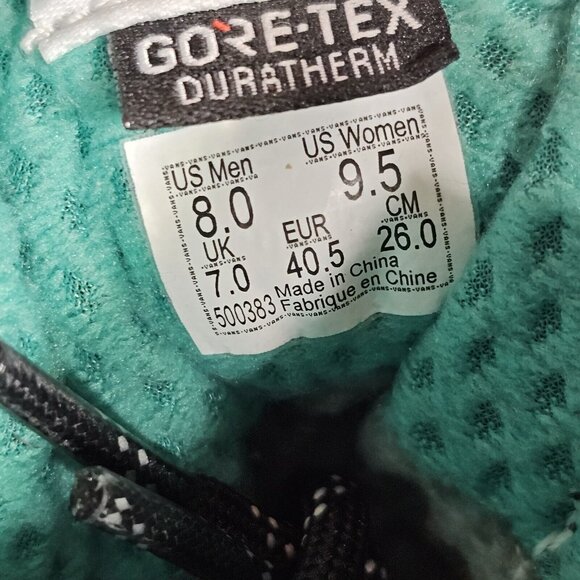 GORE-TEX
DURATHERM
US Men US Women
8.0 9.5
UK EUR CM
7.0 40.5 26.0
Made in China
500383 Fabrique en Chine